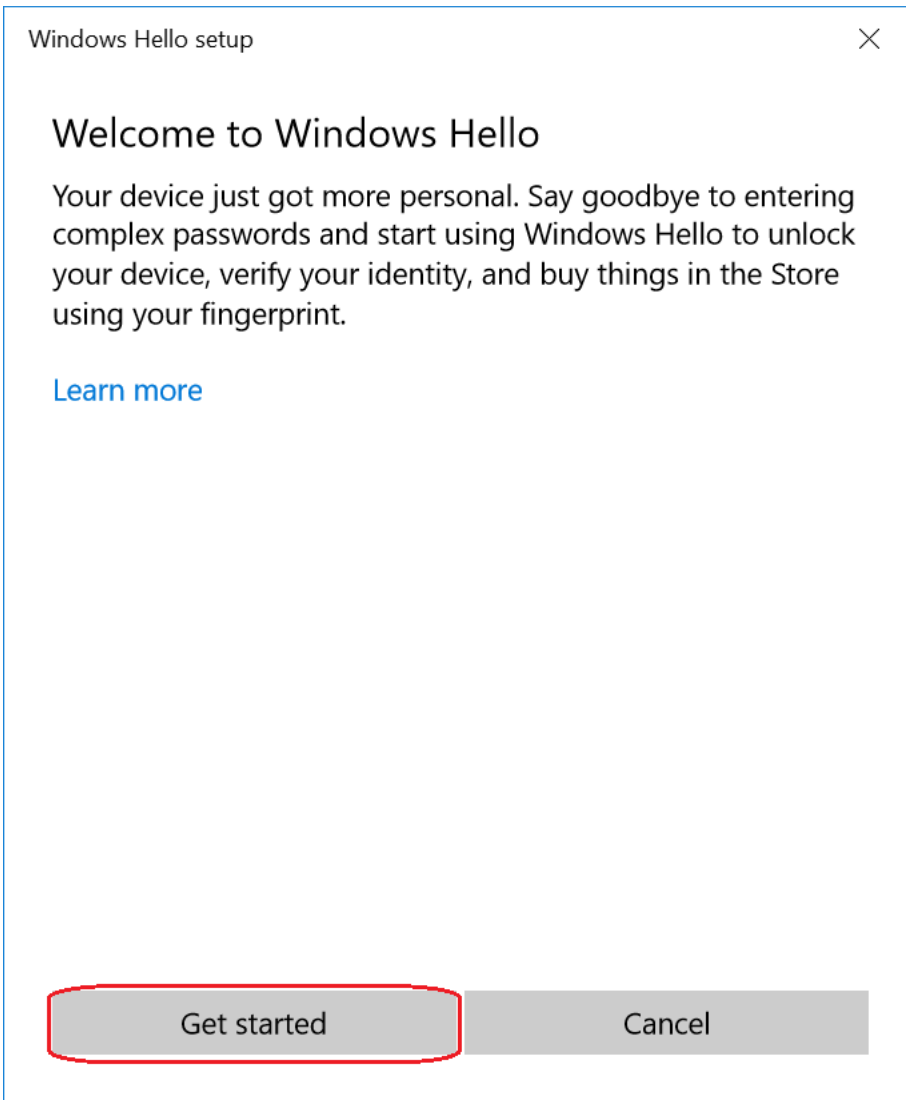 Windows Hello setup
Welcome to Windows Hello
Your device just got more personal. Say goodbye to entering
complex passwords and start using Windows Hello to unlock
your device, verify your identity, and buy things in the Store
using your fingerprint.
Learn more
Get started
Cancel